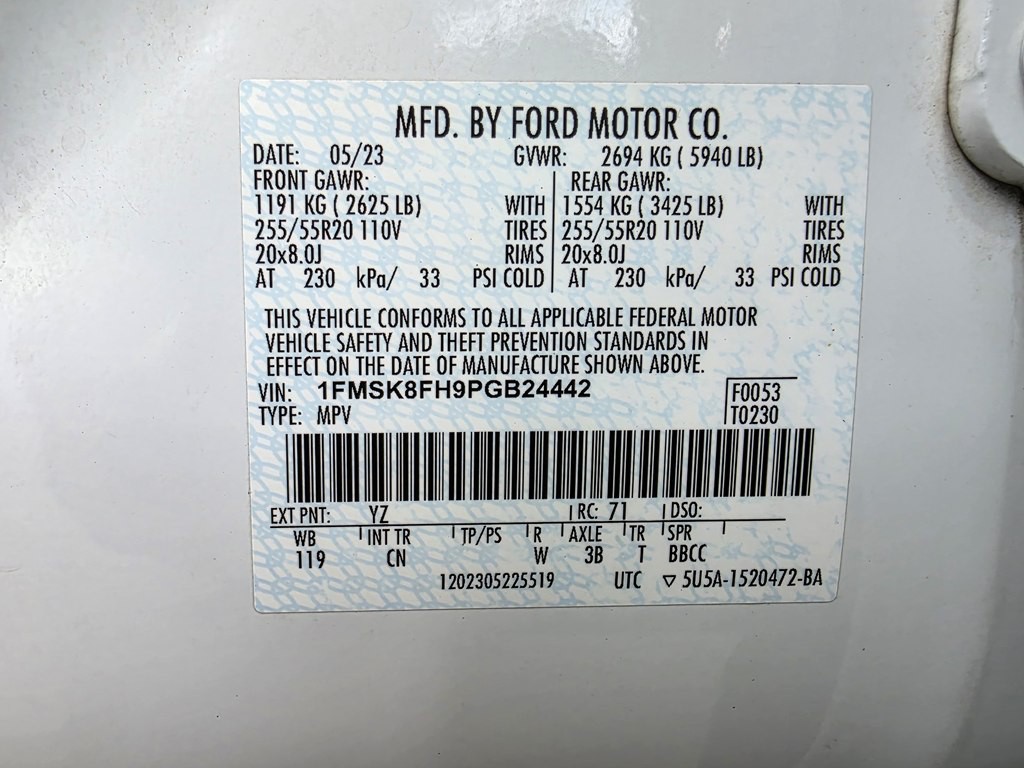 MFD. BY FORD MOTOR CO.
DATE: 05/23 GVWR: 2694 KG ( 5940 LB)
FRONT GAWR: REAR GAWR:
1191 KG ( 2625 LB) WITH 1554 KG ( 3425 LB) WITH
255/55R20 110V TIRES 255/55R20 110V TIRES
20x8.0J RIMS 20x8.0J RIMS
AT 230 kPa/ 33 PSI COLD AT 230 kPa/ 33 PSI COLD
THIS VEHICLE CONFORMS TO ALL APPLICABLE FEDERAL MOTOR
VEHICLE SAFETY AND THEFT PREVENTION STANDARDS IN
EFFECT ON THE DATE OF MANUFACTURE SHOWN ABOVE.
VIN: 1FMSK8FH9PGB24442 F0053
TYPE: MPV T0230
EXT PNT: YZ RC: 71 DSO:
WB INT TR TP/PS R AXLE TR SPR
119 CN W 3B T BBCC
1202305225519 UTC ▽ 5U5A-1520472-BA